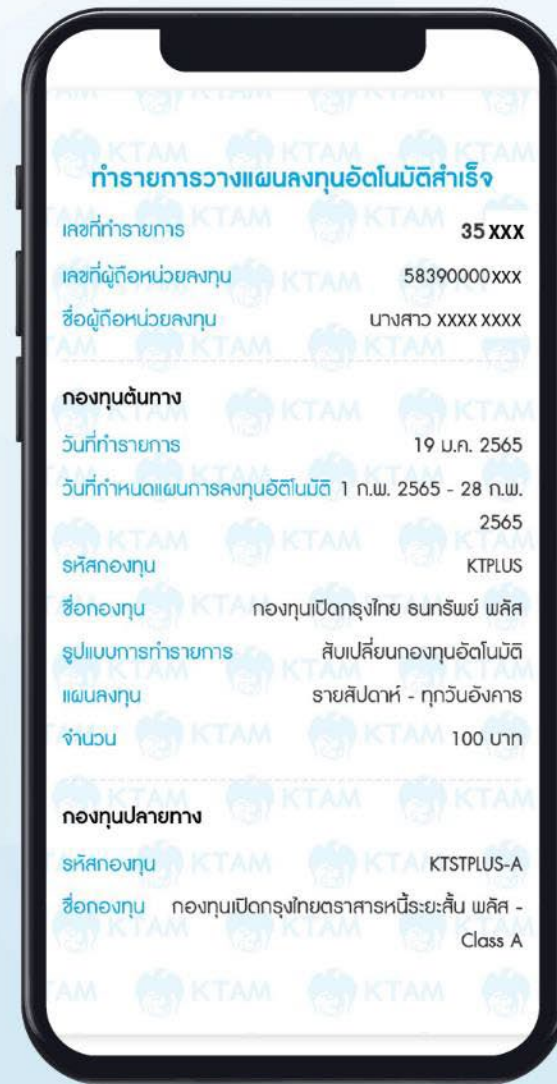 ทำรายการวางแผนลงทุนอัตโนมัติสำเร็จ
เลขที่ทำรายการ 35 xxx
เลขที่ผู้ถือหน่วยลงทุน 58390000xxx
ชื่อผู้ถือหน่วยลงทุน นางสาว xxxx xxxx
กองทุนต้นทาง
วันที่ทำรายการ 19 ม.ค. 2565
วันที่กำหนดแผนการลงทุนอัตโนมัติ 1 ก.พ. 2565 - 28 ก.พ.
2565
รหัสกองทุน KTPLUS
ชื่อกองทุน กองทุนเปิดกรุงไทย ธนทรัพย์ พลัส
รูปแบบการทำรายการ สับเปลี่ยนกองทุนอัตโนมัติ
แผนลงทุน รายสัปดาห์ - ทุกวันอังคาร
จำนวน 100 บาท
กองทุนปลายทาง
รหัสกองทุน KTSTPLUS-A
ชื่อกองทุน กองทุนเปิดกรุงไทยตราสารหนี้ระยะสั้น พลัส -
Class A